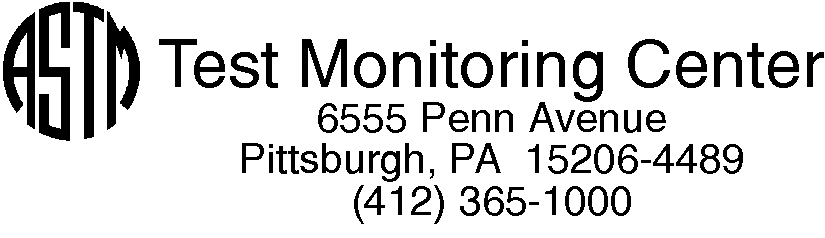 ASTM Test Monitoring Center
6555 Penn Avenue
Pittsburgh, PA  15206-4489
(412) 365-1000